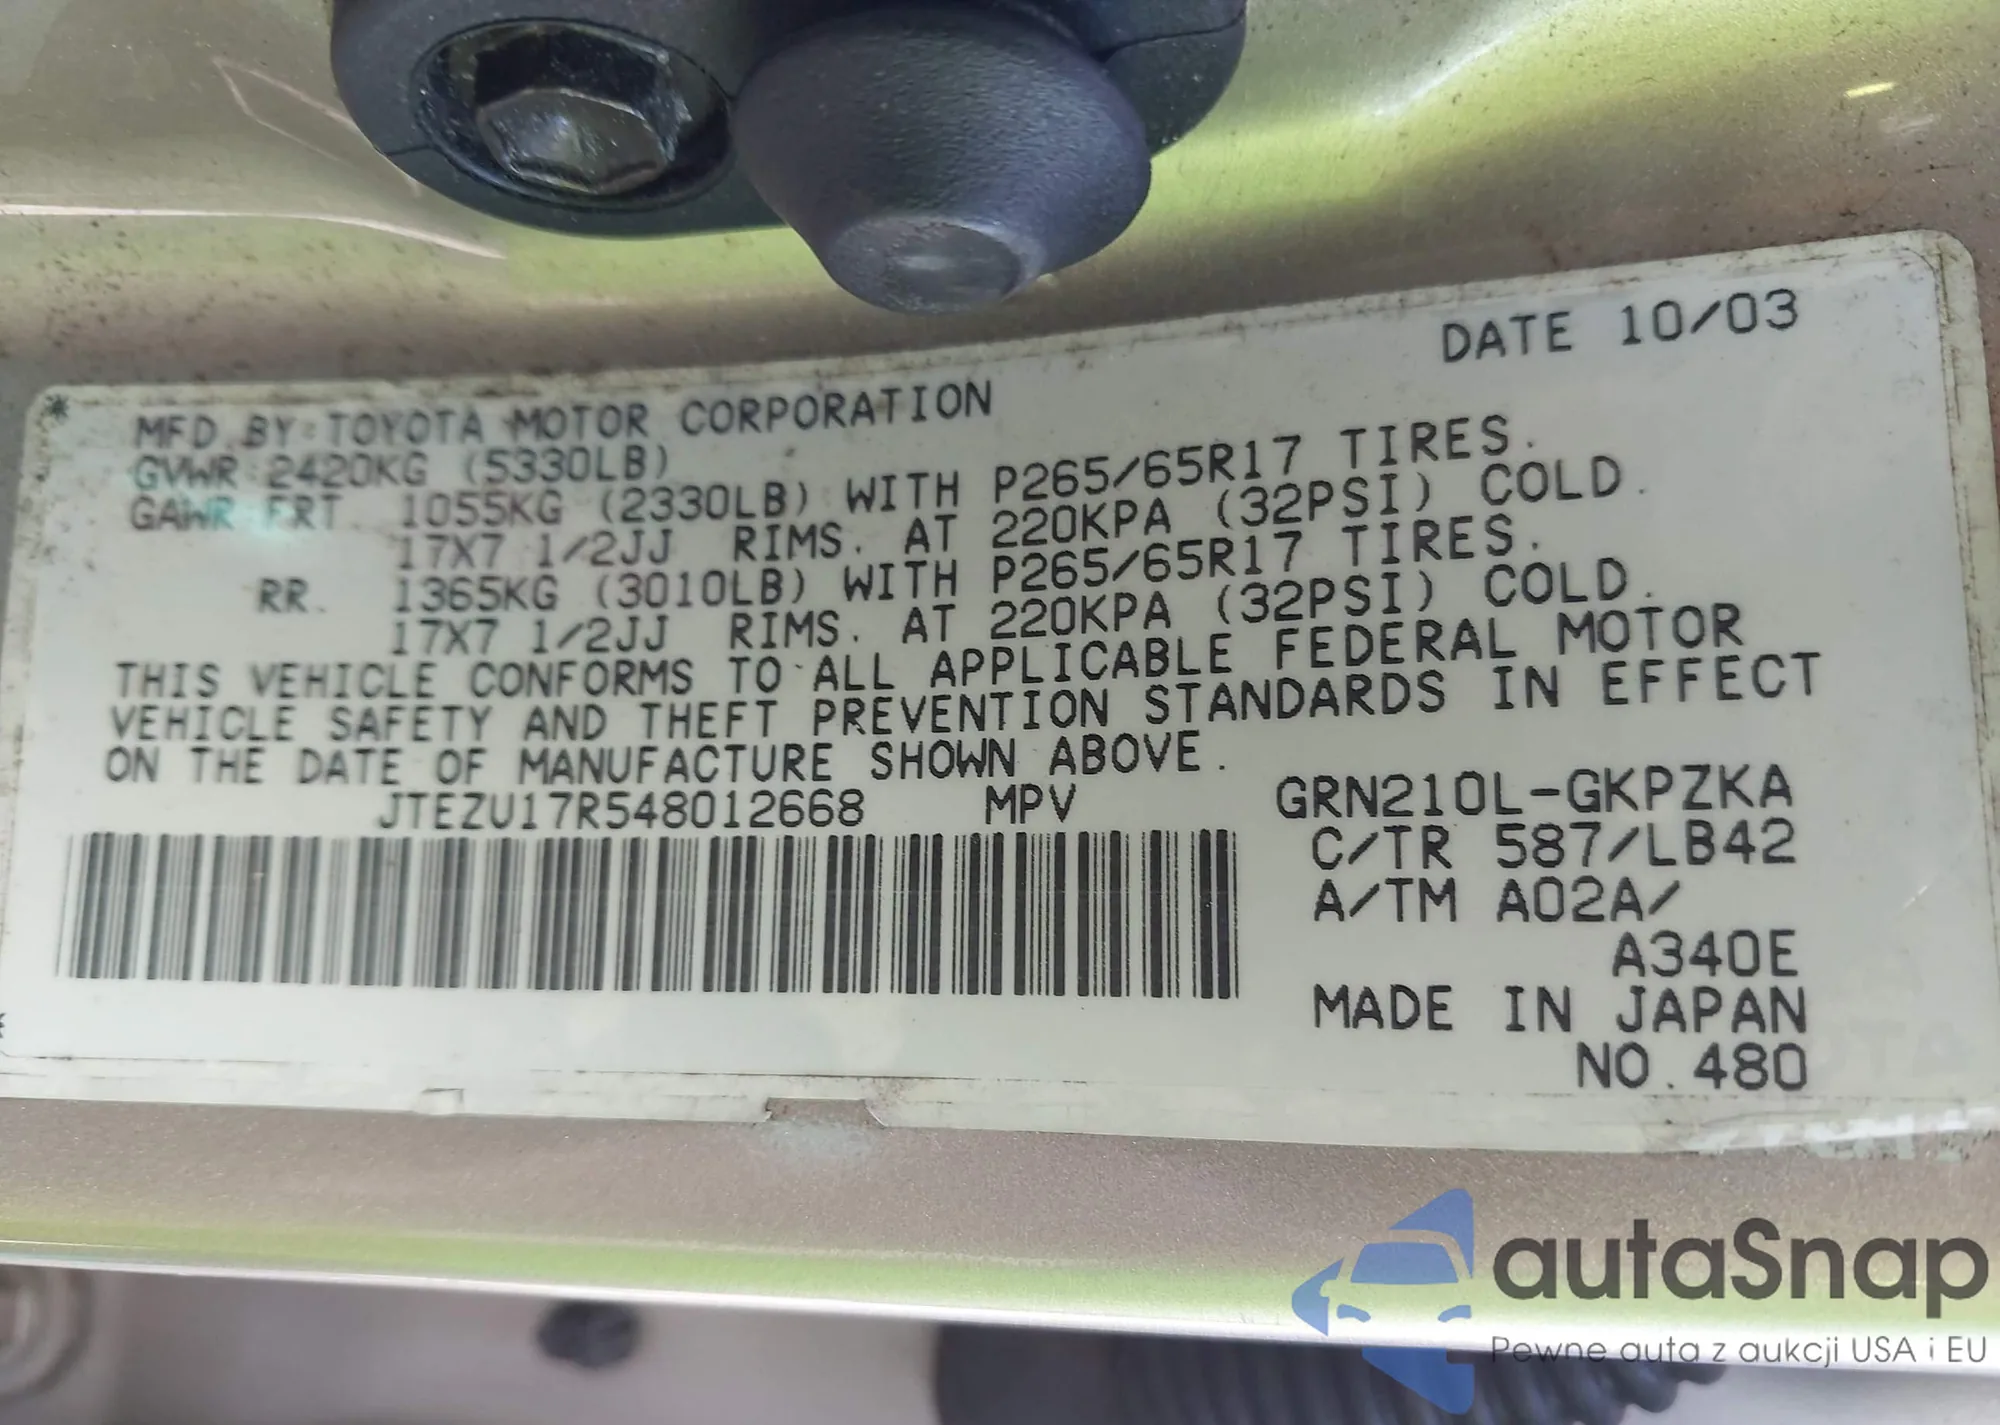 DATE 10/03
MFD.BY:TOYOTA MOTOR CORPORATION
GVWR 2420KG (5330LB)
GAWR FRT 1055KG (2330LB) WITH P265/65R17 TIRES.
17X7 1/2JJ RIMS. AT 220KPA (32PSI) COLD.
RR. 1365KG (3010LB) WITH P265/65R17 TIRES.
17X7 1/2JJ RIMS. AT 220KPA (32PSI) COLD.
THIS VEHICLE CONFORMS TO ALL APPLICABLE FEDERAL MOTOR
VEHICLE SAFETY AND THEFT PREVENTION STANDARDS IN EFFECT
ON THE DATE OF MANUFACTURE SHOWN ABOVE.
JTEZU17R548012668 MPV GRN210L-GKPZKA
C/TR 587/LB42
A/TM A02A/
A340E
MADE IN JAPAN
NO.480
autaSnap
Pewne auta z aukcji USA i EU